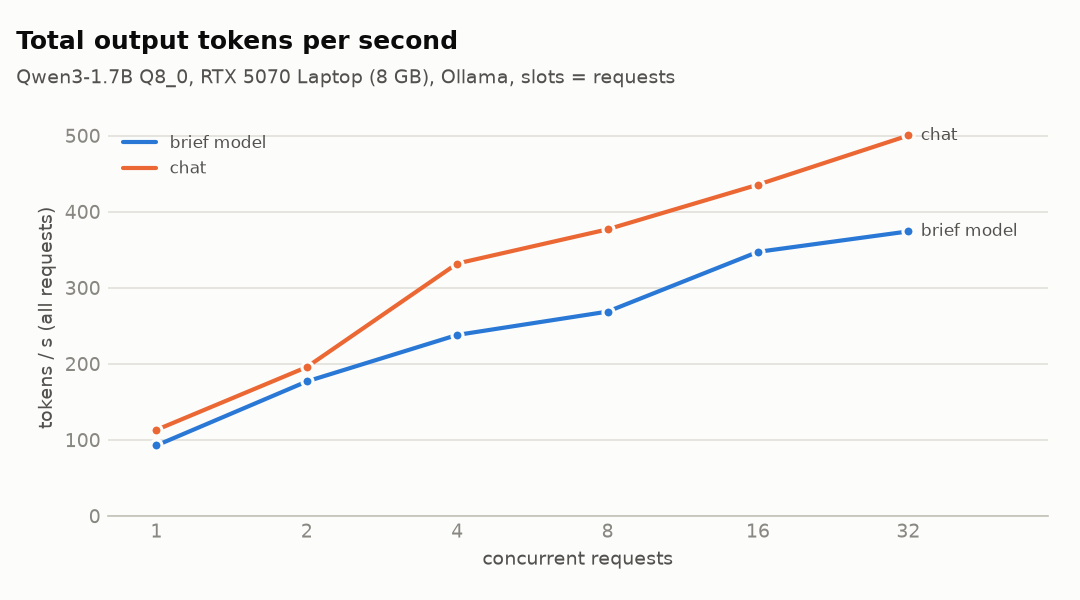 Total output tokens per second
Qwen3-1.7B Q8_0, RTX 5070 Laptop (8 GB), Ollama, slots = requests
brief model
chat
tokens / s (all requests)
500
400
300
200
100
0
chat
brief model
1 2 4 8 16 32
concurrent requests